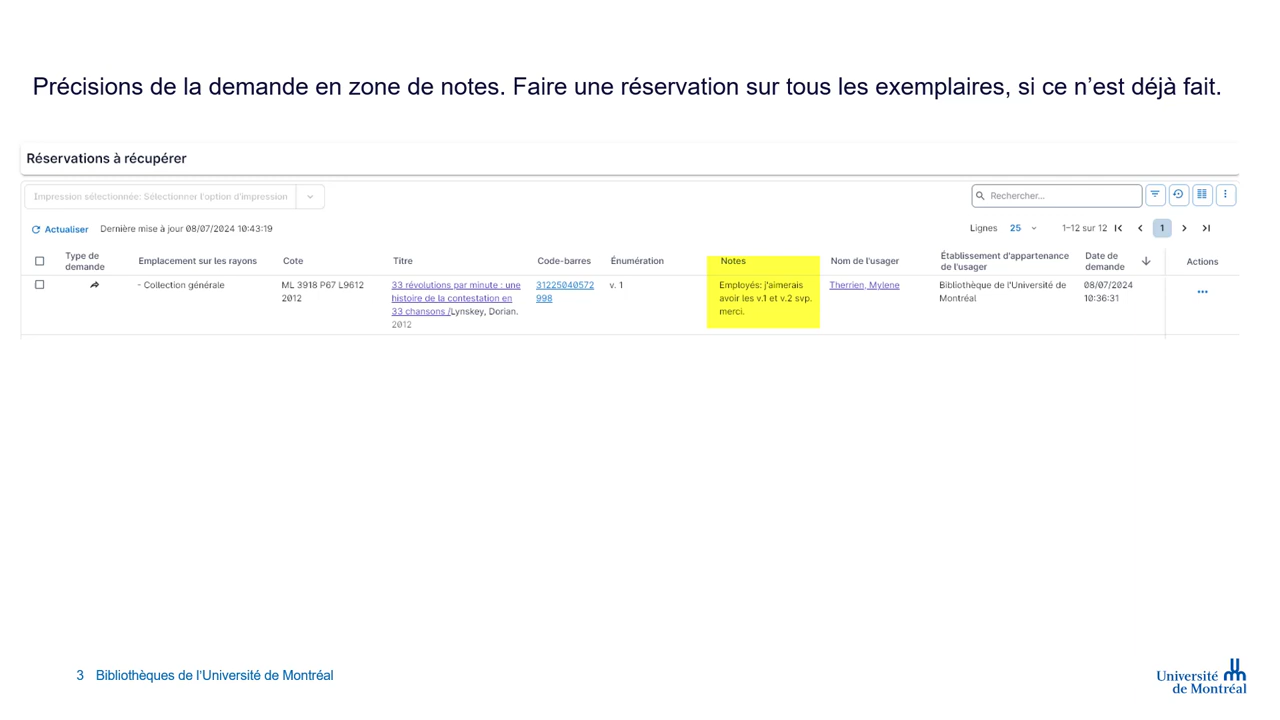 Précisions de la demande en zone de notes. Faire une réservation sur tous les exemplaires, si ce n’est déjà fait.
Réservations à récupérer
Impression sélectionnée: Sélectionner l'option d'impression
Rechercher...
Actualiser Dernière mise à jour 08/07/2024 10:43:19
Lignes 25 1–12 sur 12 1
Type de demande
Emplacement sur les rayons
Cote
Titre
Code-barres
Énumération
Notes
Nom de l'usager
Établissement d'appartenance
de l'usager
Date de
demande
Actions
- Collection générale
ML 3918 P67 L9612
2012
33 révolutions par minute : une
histoire de la contestation en
33 chansons /Lynskey, Dorian.
2012
31225040572
998
v. 1
Employés: j'aimerais
avoir les v.1 et v.2 svp.
merci.
Therrien, Mylene
Bibliothèque de l'Université de
Montréal
08/07/2024
10:36:31
3 Bibliothèques de l’Université de Montréal
Université
de Montréal